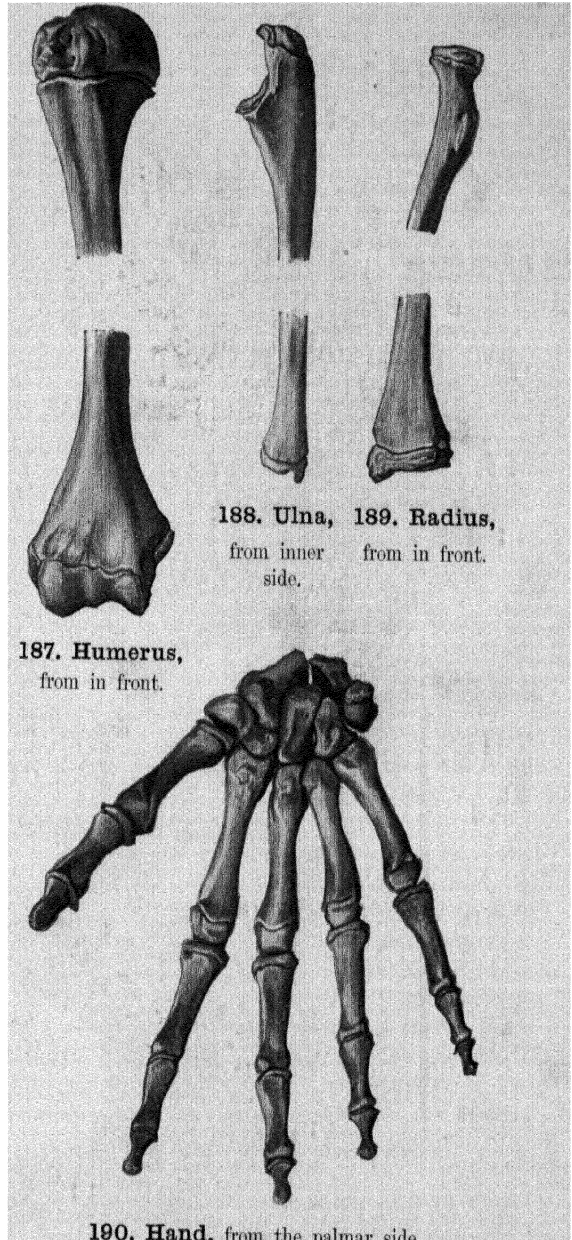 188. Ulna,
from inner
side.
189. Radius,
from in front.
187. Humerus,
from in front.
190. Hand, from the palmar side